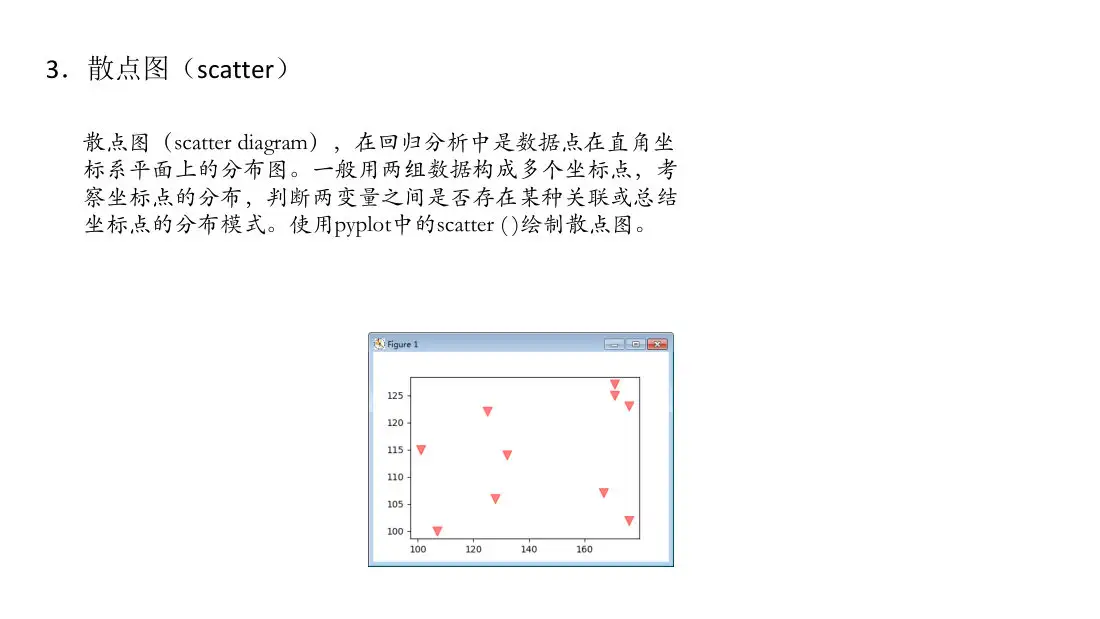 3. 散点图（scatter）
散点图（scatter diagram），在回归分析中是数据点在直角坐
标系平面上的分布图。一般用两组数据构成多个坐标点，考
察坐标点的分布，判断两变量之间是否存在某种关联或总结
坐标点的分布模式。使用pyplot中的scatter ()绘制散点图。
Figure 1
125
120
115
110
105
100
100 120 140 160